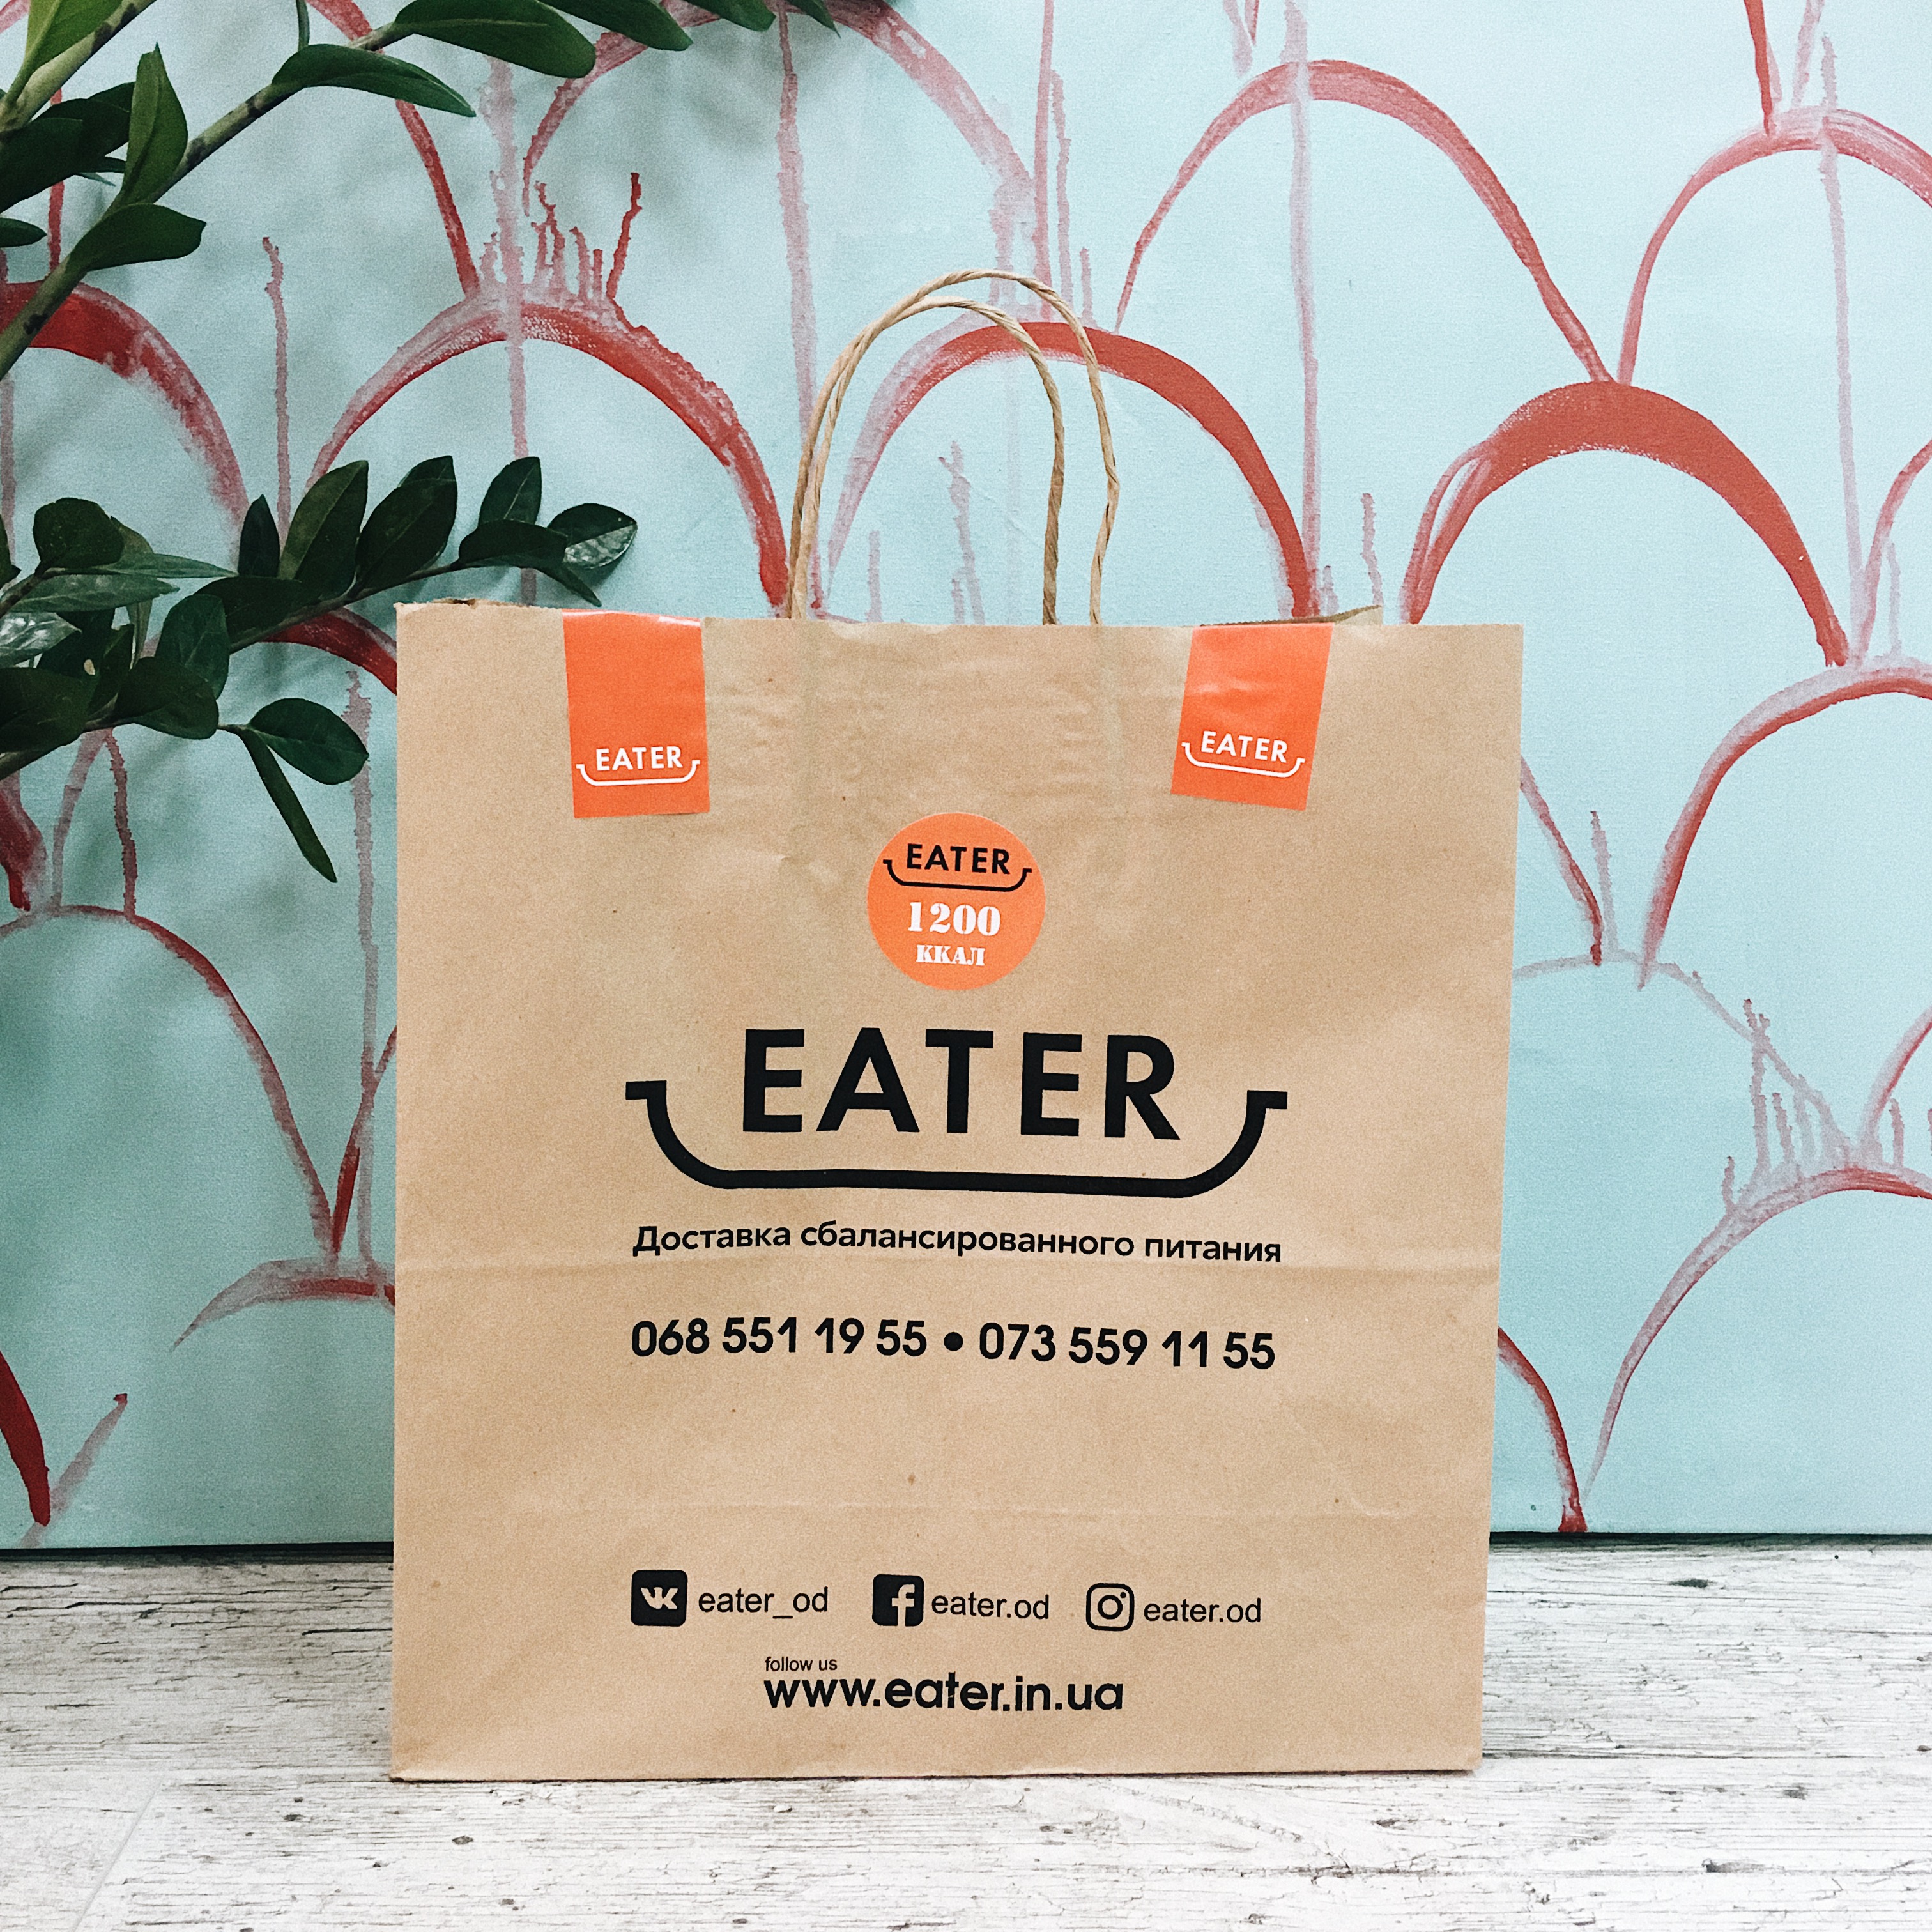 EATER
EATER
EATER
1200
ККАЛ
EATER
Доставка сбалансированного питания
068 551 19 55 • 073 559 11 55
eater_od eater.od eater.od
follow us
www.eater.in.ua